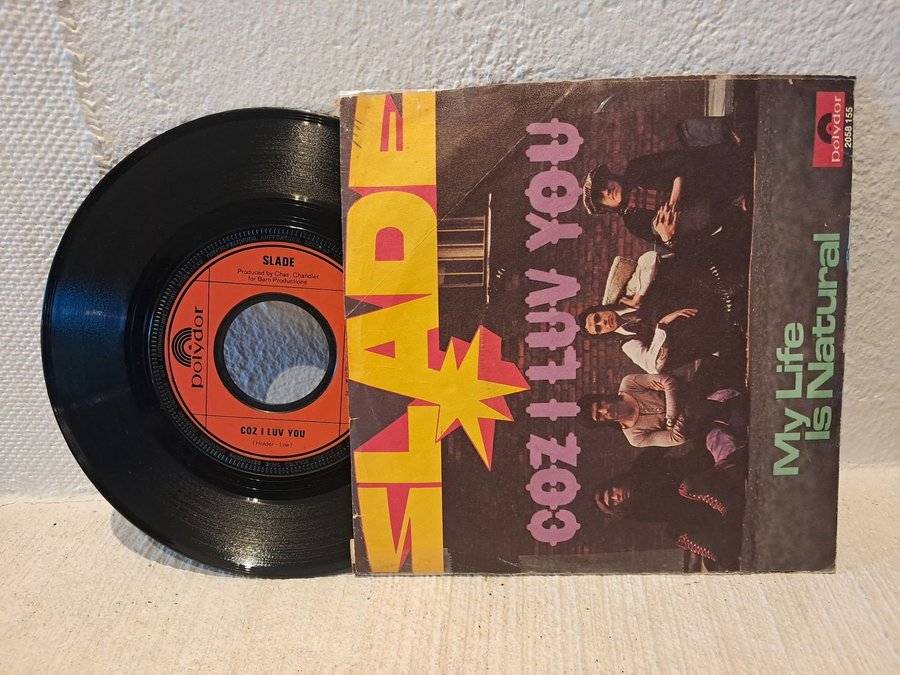 SLADE
Produced by Chas. Chandler
for Barn Productions
polydor
COZ I LUV YOU
(Holder - Lea)
SLADE
COZ I LUV YOU
My Life
Is Natural
polydor
2058 155